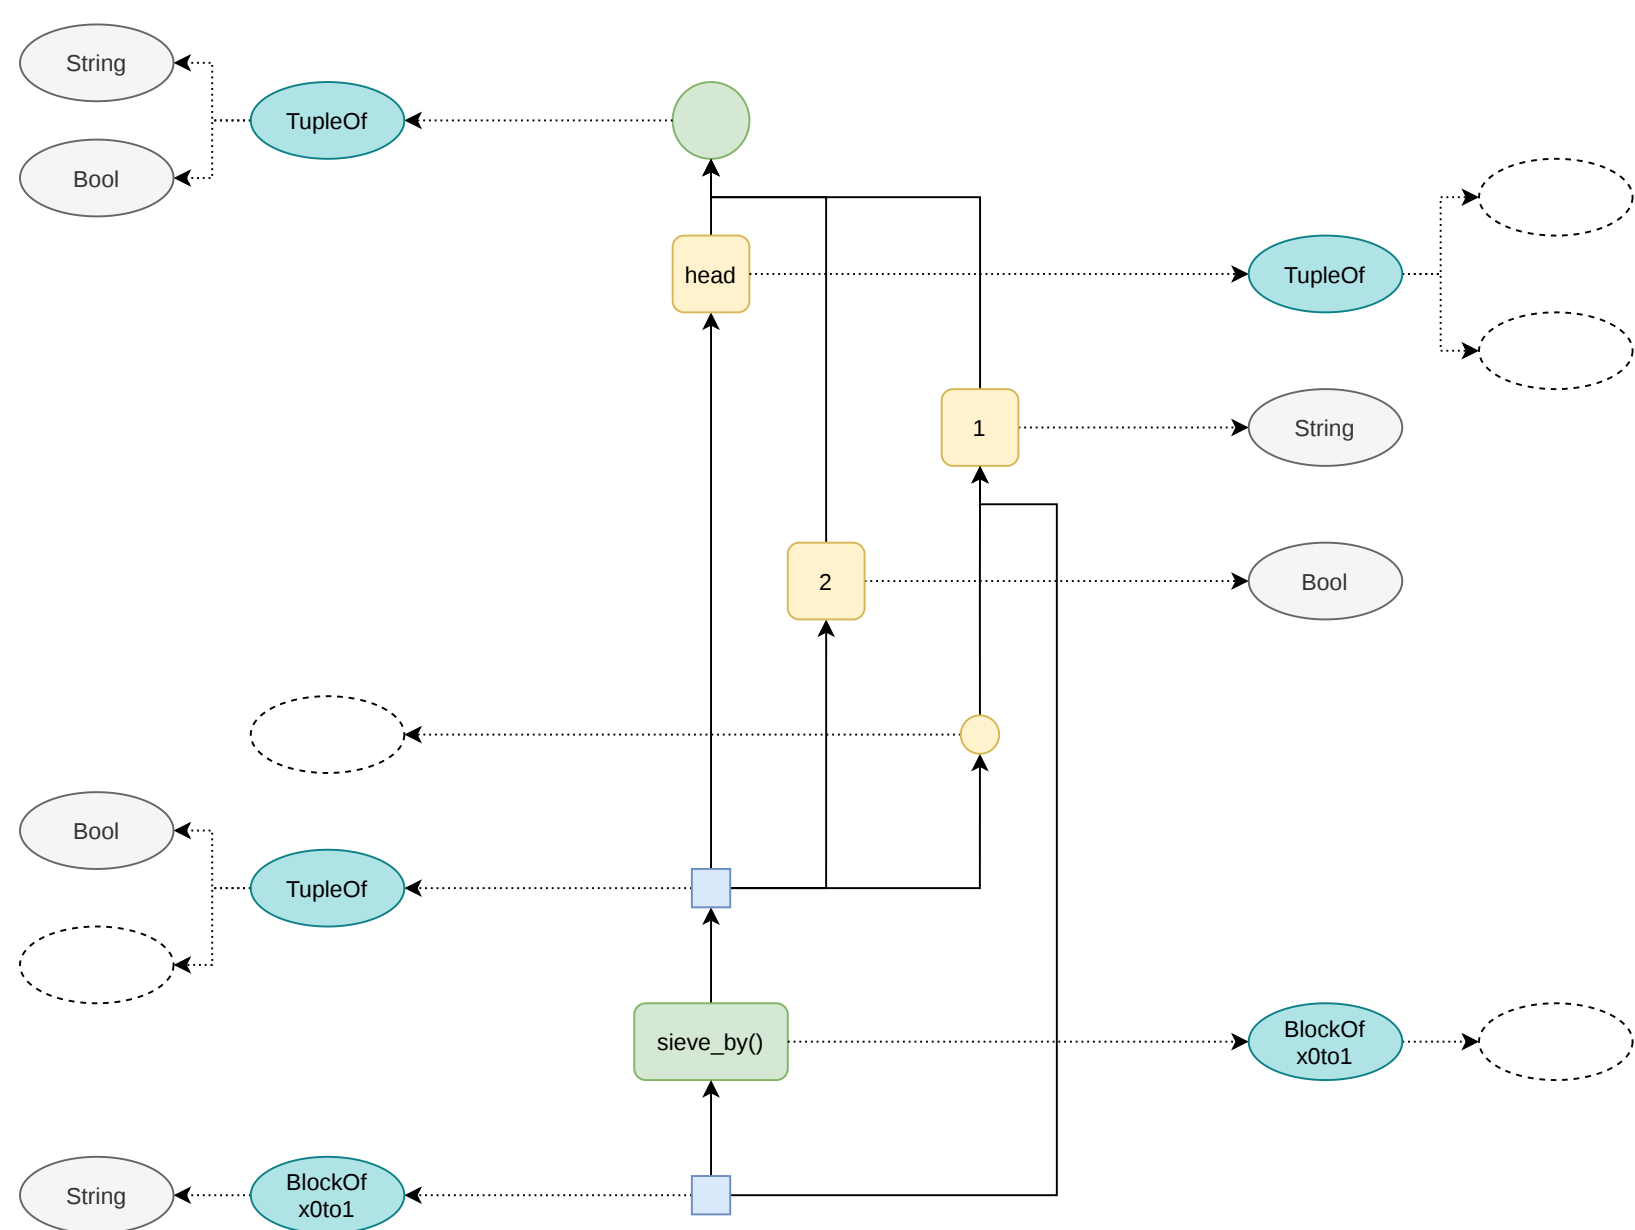 String
TupleOf
Bool
head
TupleOf
1
String
2
Bool
Bool
TupleOf
sieve_by()
BlockOf
x0to1
String
BlockOf
x0to1